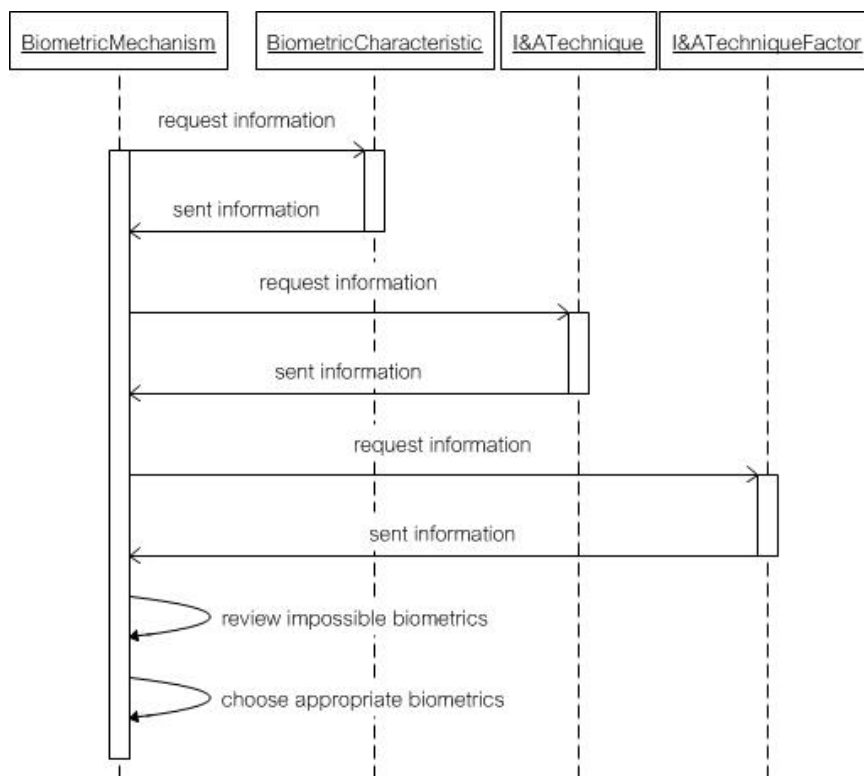 BiometricMechanism
BiometricCharacteristic
I&ATechnique
I&ATechniqueFactor
request information
sent information
request information
sent information
request information
sent information
review impossible biometrics
choose appropriate biometrics